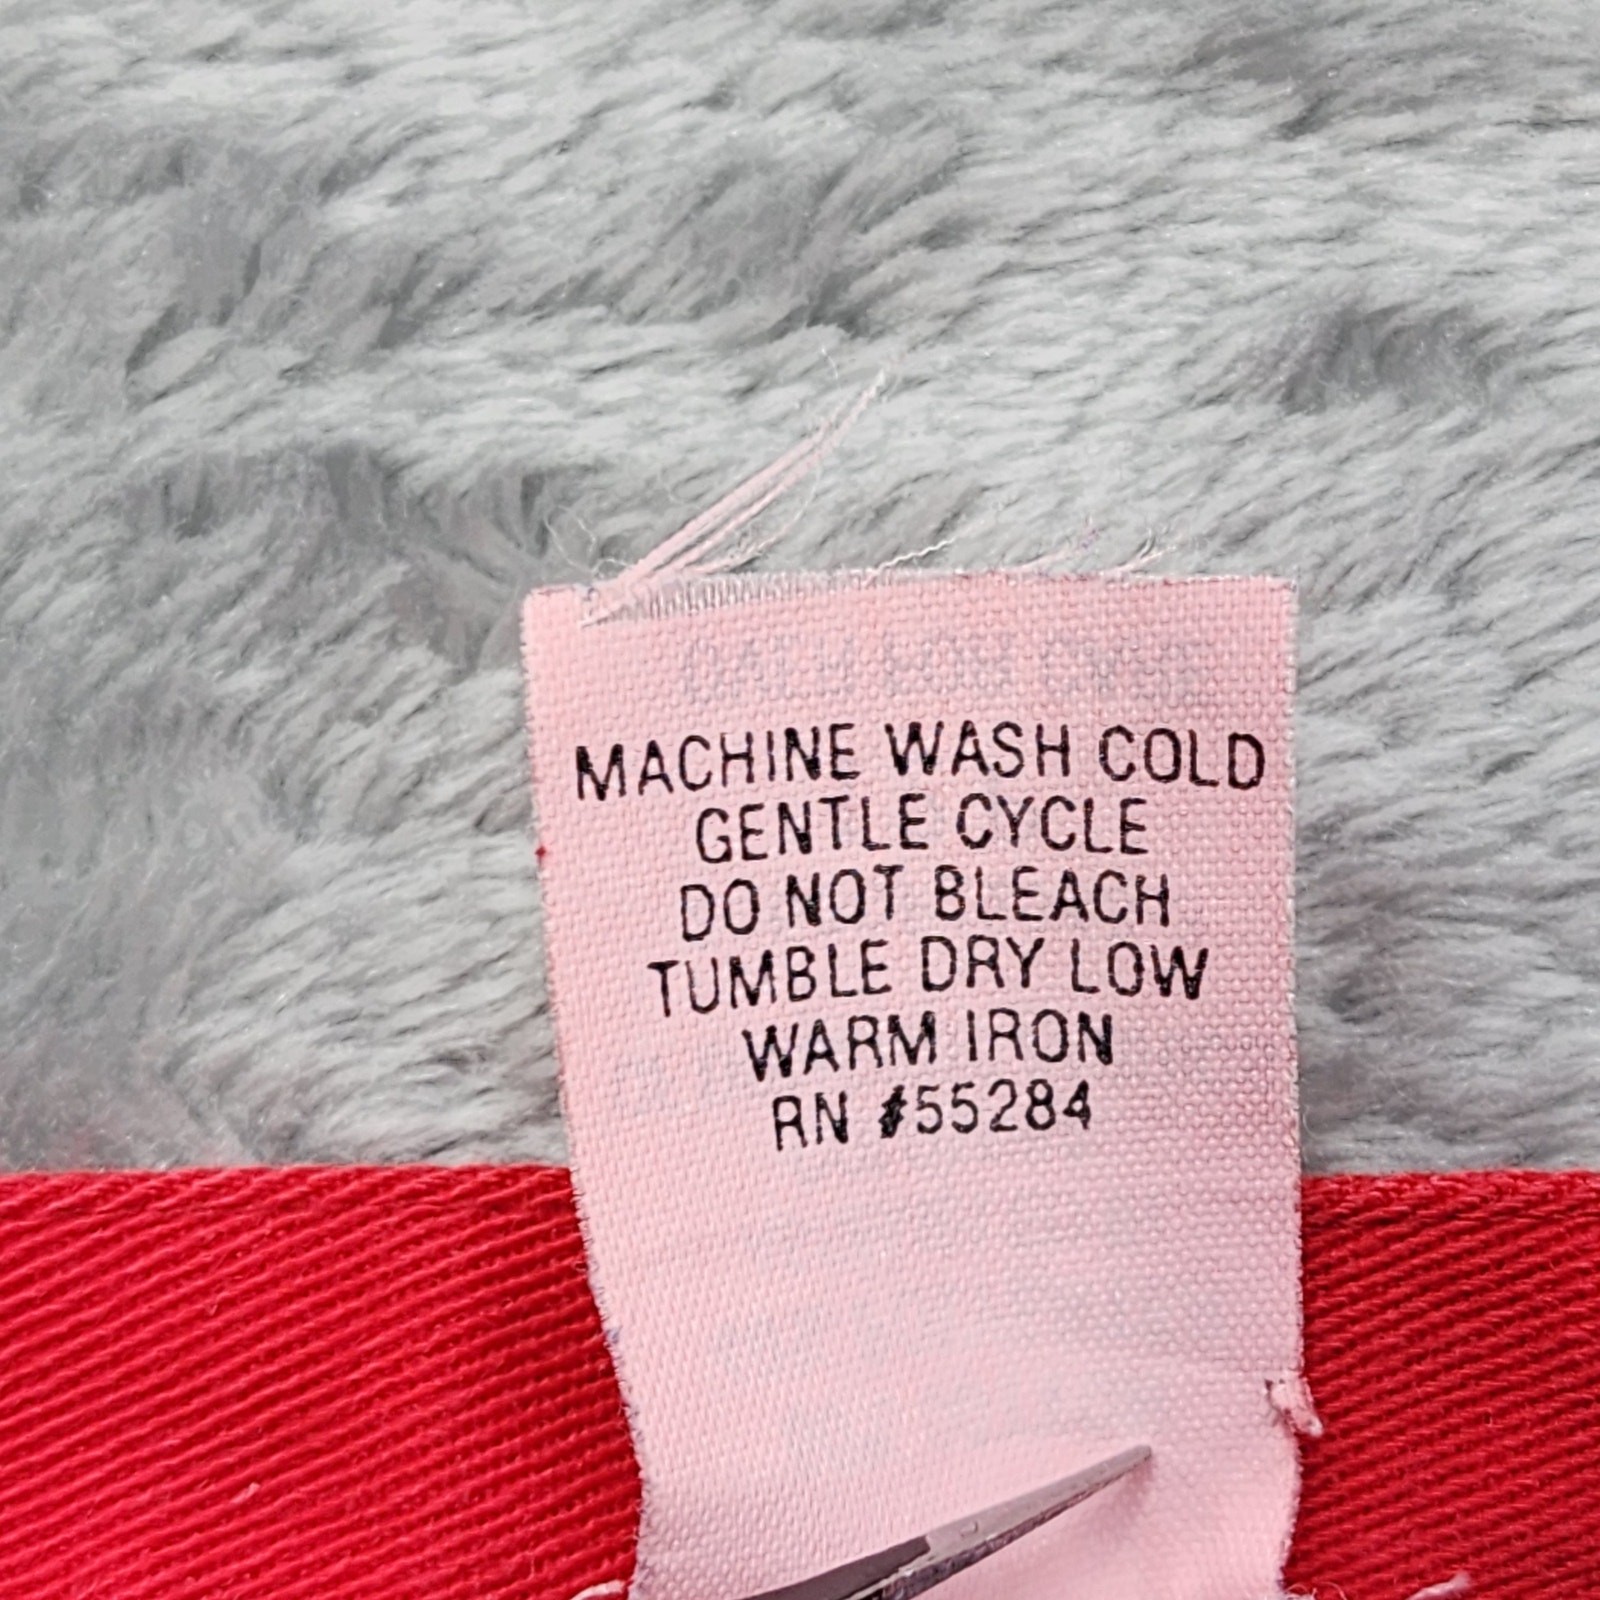 MACHINE WASH COLD
GENTLE CYCLE
DO NOT BLEACH
TUMBLE DRY LOW
WARM IRON
RN #55284